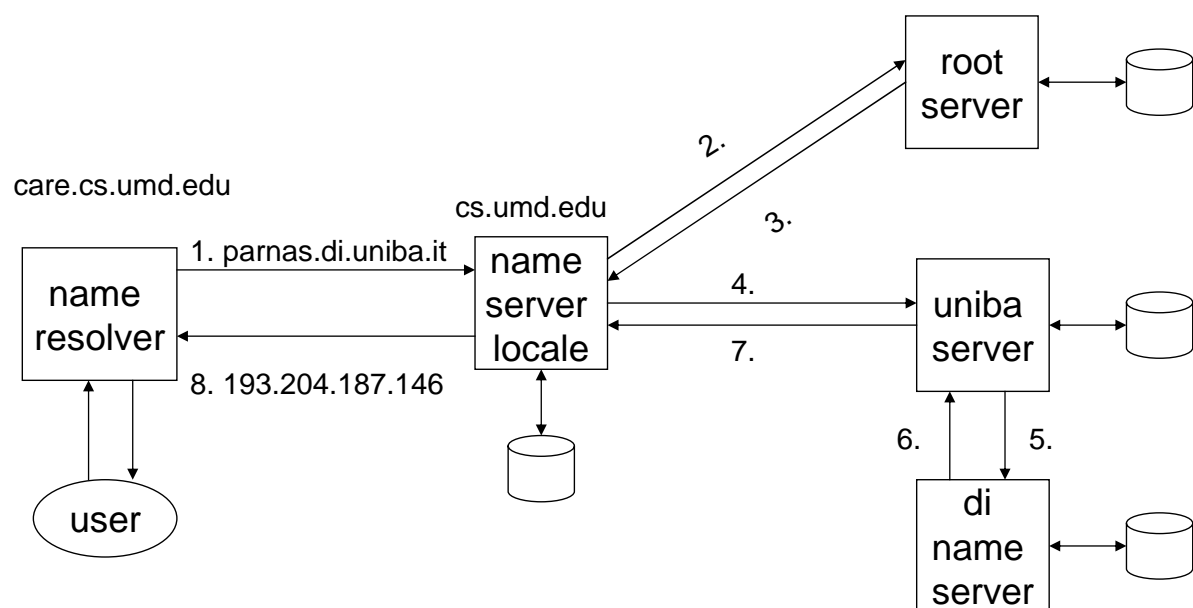 root
server
2.
care.cs.umd.edu
cs.umd.edu
3.
1. parnas.di.uniba.it
name
resolver
name
server
locale
4.
uniba
server
7.
8. 193.204.187.146
6.
5.
user
di
name
server